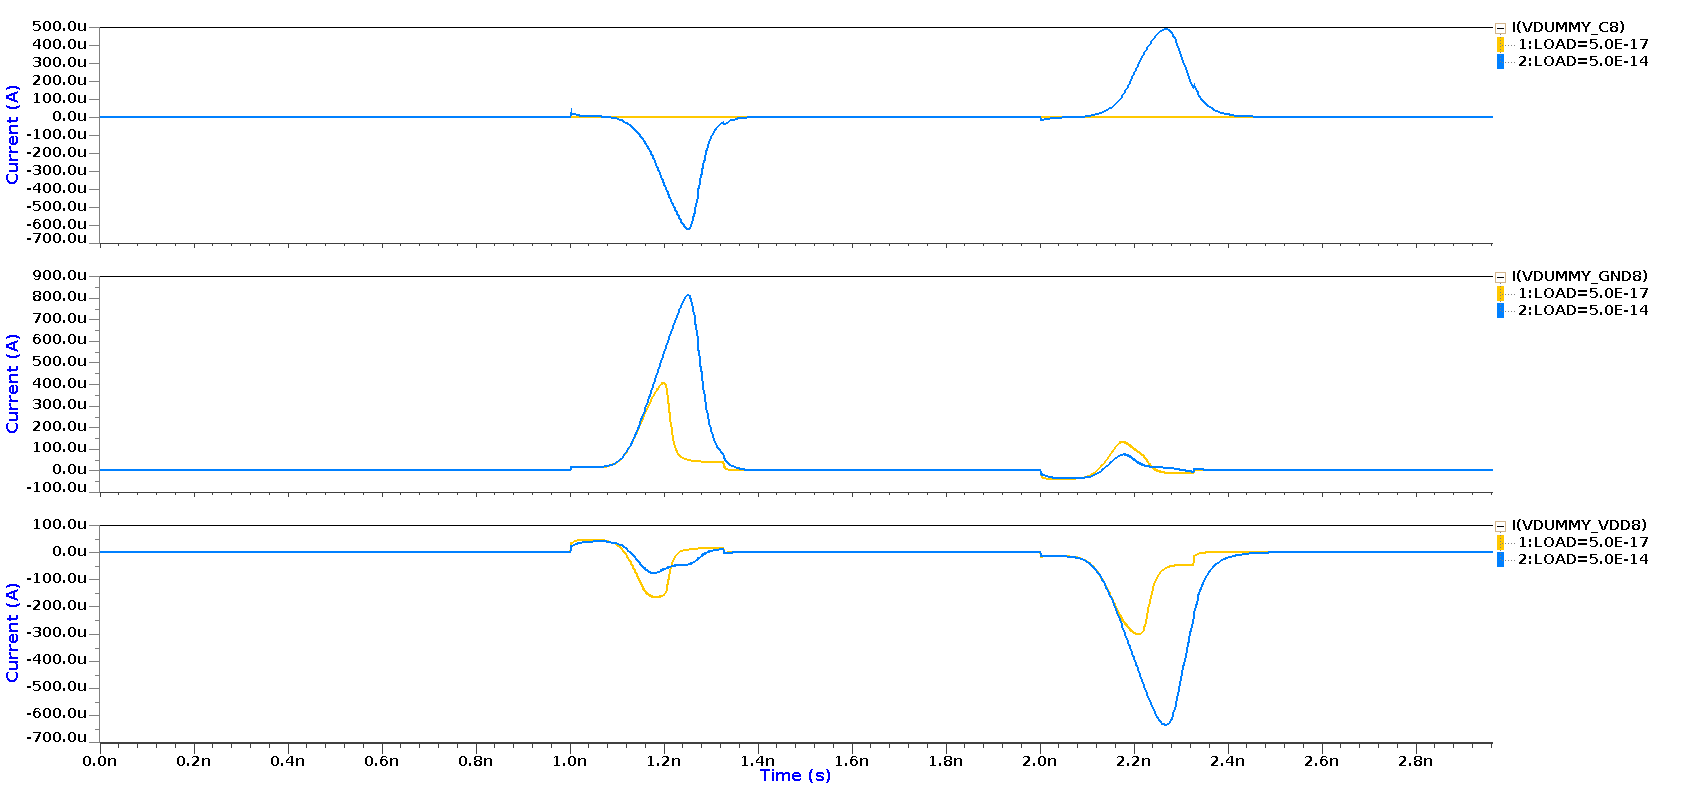 500.0u
400.0u
300.0u
200.0u
100.0u
0.0u
-100.0u
-200.0u
-300.0u
-400.0u
-500.0u
-600.0u
-700.0u
Current (A)
I(VDUMMY_C8)
1:LOAD=5.0E-17
2:LOAD=5.0E-14
900.0u
800.0u
700.0u
600.0u
500.0u
400.0u
300.0u
200.0u
100.0u
0.0u
-100.0u
Current (A)
I(VDUMMY_GND8)
1:LOAD=5.0E-17
2:LOAD=5.0E-14
100.0u
0.0u
-100.0u
-200.0u
-300.0u
-400.0u
-500.0u
-600.0u
-700.0u
Current (A)
I(VDUMMY_VDD8)
1:LOAD=5.0E-17
2:LOAD=5.0E-14
0.0n 0.2n 0.4n 0.6n 0.8n 1.0n 1.2n 1.4n 1.6n 1.8n 2.0n 2.2n 2.4n 2.6n 2.8n
Time (s)